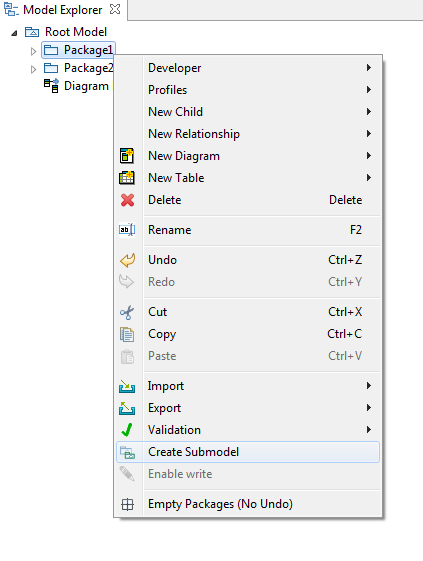 Model Explorer
Root Model
Package1
Package2
Diagram
Developer
Profiles
New Child
New Relationship
New Diagram
New Table
Delete Delete
Rename F2
Undo Ctrl+Z
Redo Ctrl+Y
Cut Ctrl+X
Copy Ctrl+C
Paste Ctrl+V
Import
Export
Validation
Create Submodel
Enable write
Empty Packages (No Undo)